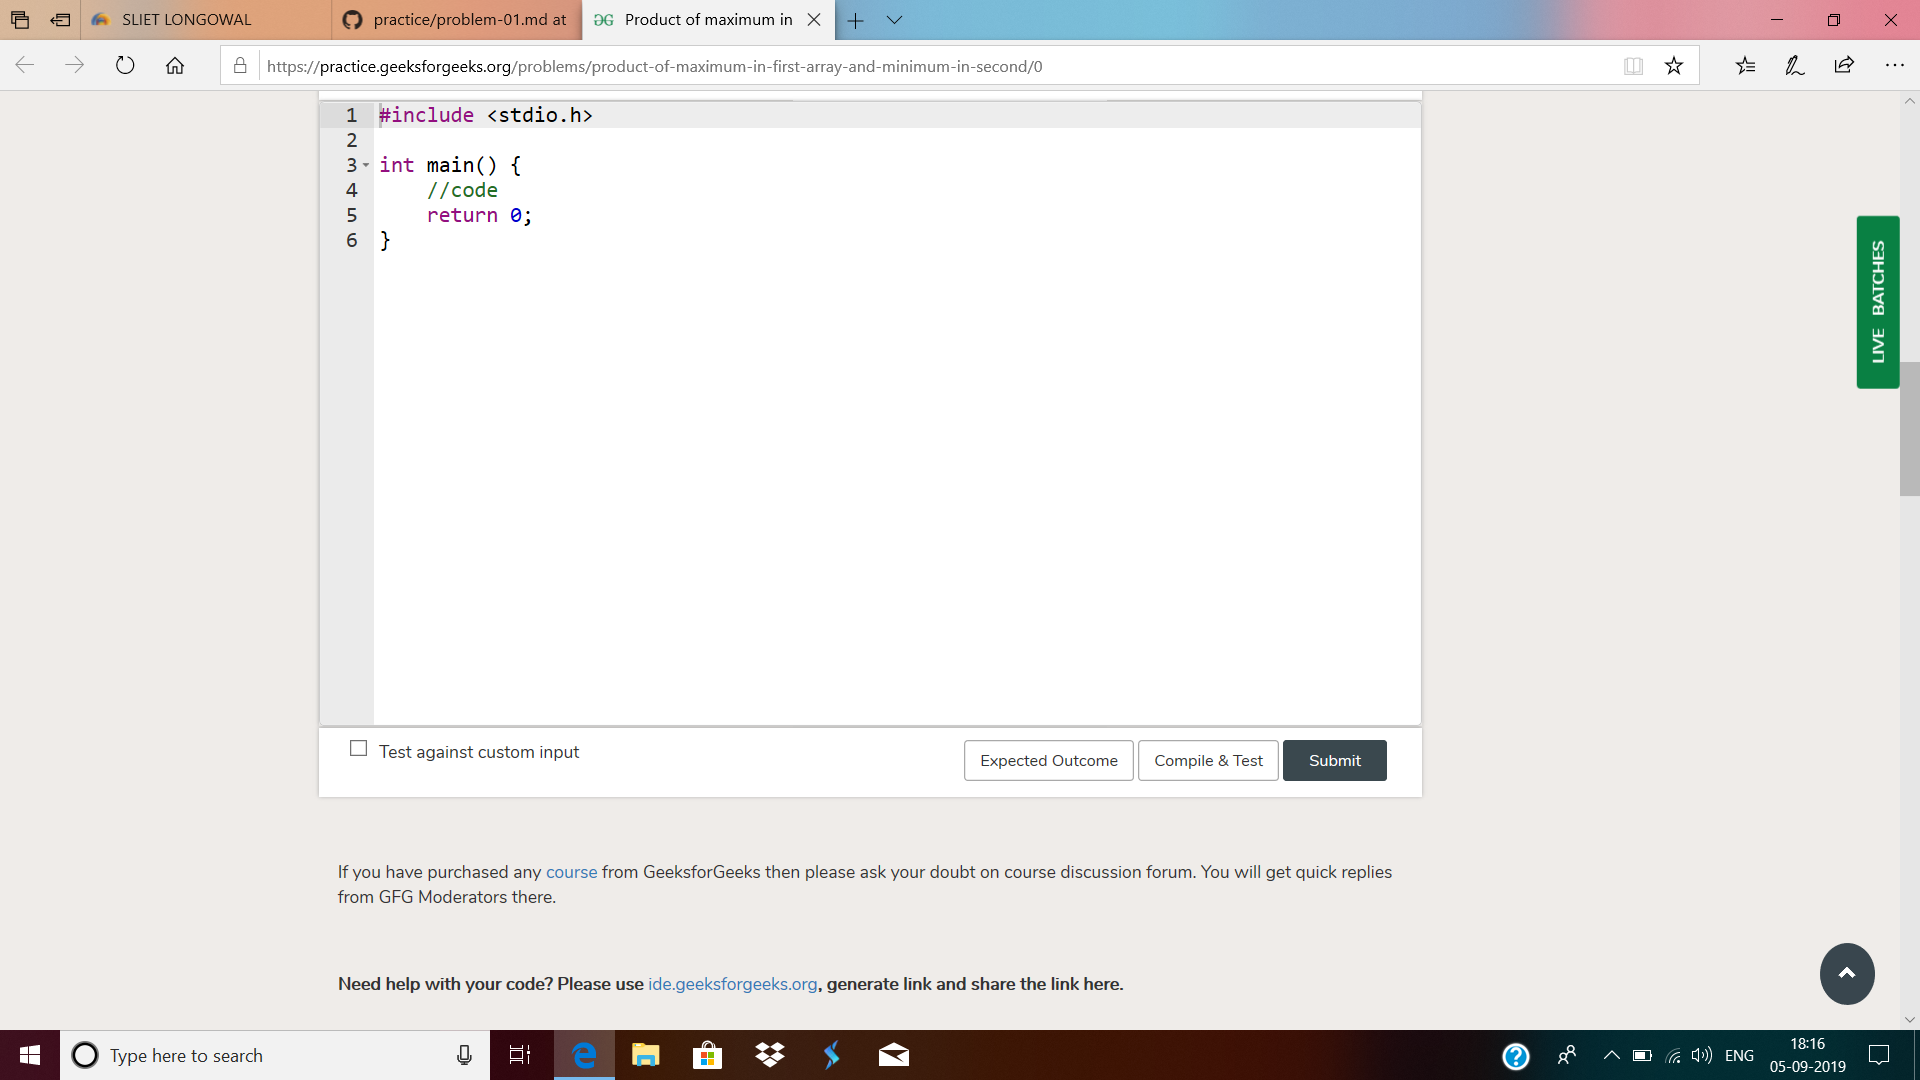 SLIET LONGOWAL
practice/problem-01.md at
Product of maximum in
https://practice.geeksforgeeks.org/problems/product-of-maximum-in-first-array-and-minimum-in-second/0
1 #include <stdio.h>
2
3 int main() {
4 //code
5 return 0;
6 }
LIVE BATCHES
Test against custom input
Expected Outcome
Compile & Test
Submit
If you have purchased any course from GeeksforGeeks then please ask your doubt on course discussion forum. You will get quick replies
from GFG Moderators there.
Need help with your code? Please use ide.geeksforgeeks.org, generate link and share the link here.
Type here to search
ENG
18:16
05-09-2019